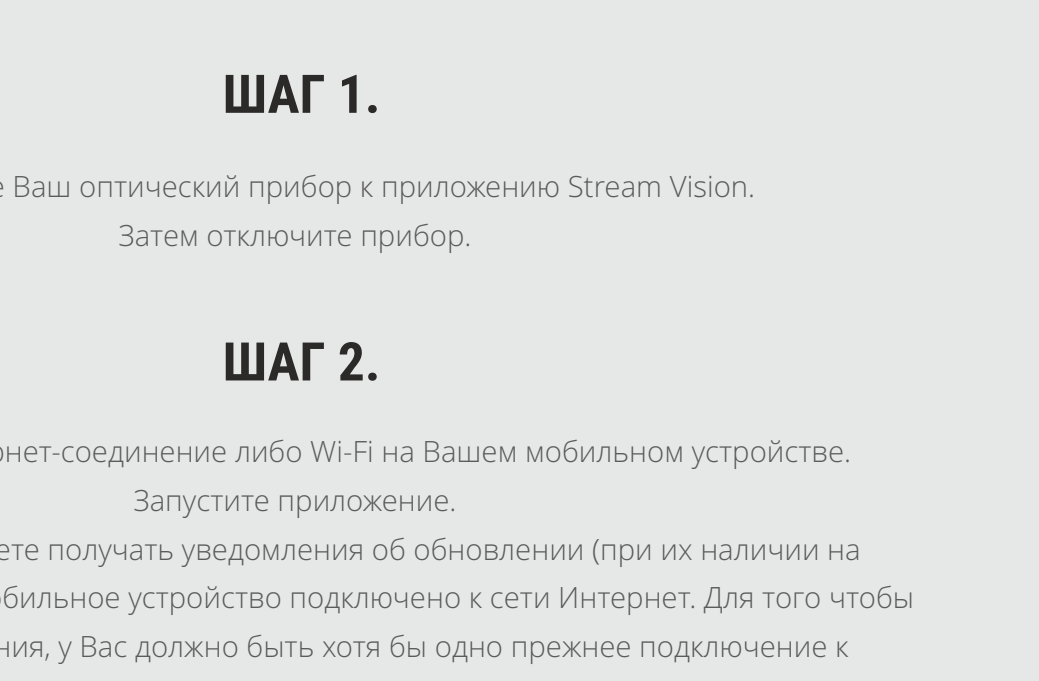 ШАГ 1.
е Ваш оптический прибор к приложению Stream Vision.
Затем отключите прибор.
ШАГ 2.
рнет-соединение либо Wi-Fi на Вашем мобильном устройстве.
Запустите приложение.
ете получать уведомления об обновлении (при их наличии на
обильное устройство подключено к сети Интернет. Для того чтобы
ния, у Вас должно быть хотя бы одно прежнее подключение к